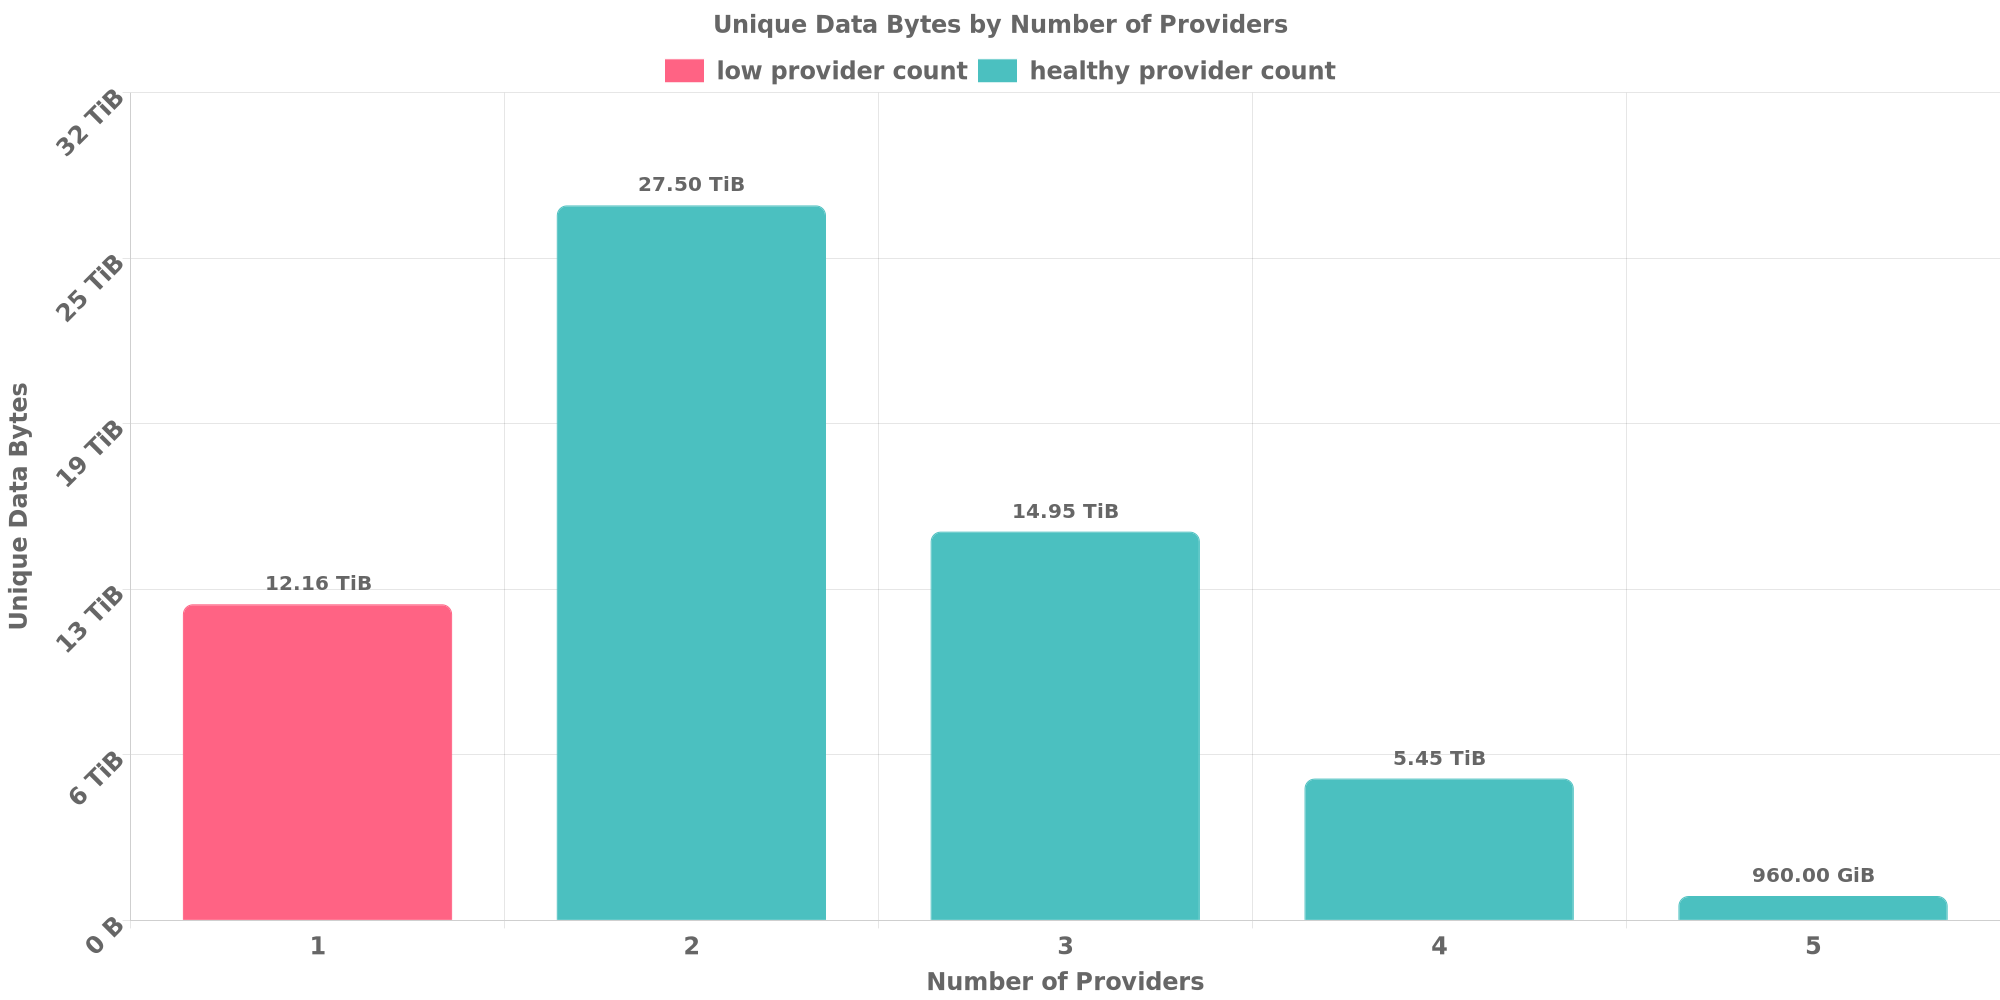 Unique Data Bytes by Number of Providers
low provider count healthy provider count
32 TiB
25 TiB
19 TiB
13 TiB
6 TiB
0 B
Unique Data Bytes
12.16 TiB
27.50 TiB
14.95 TiB
5.45 TiB
960.00 GiB
1 2 3 4 5
Number of Providers